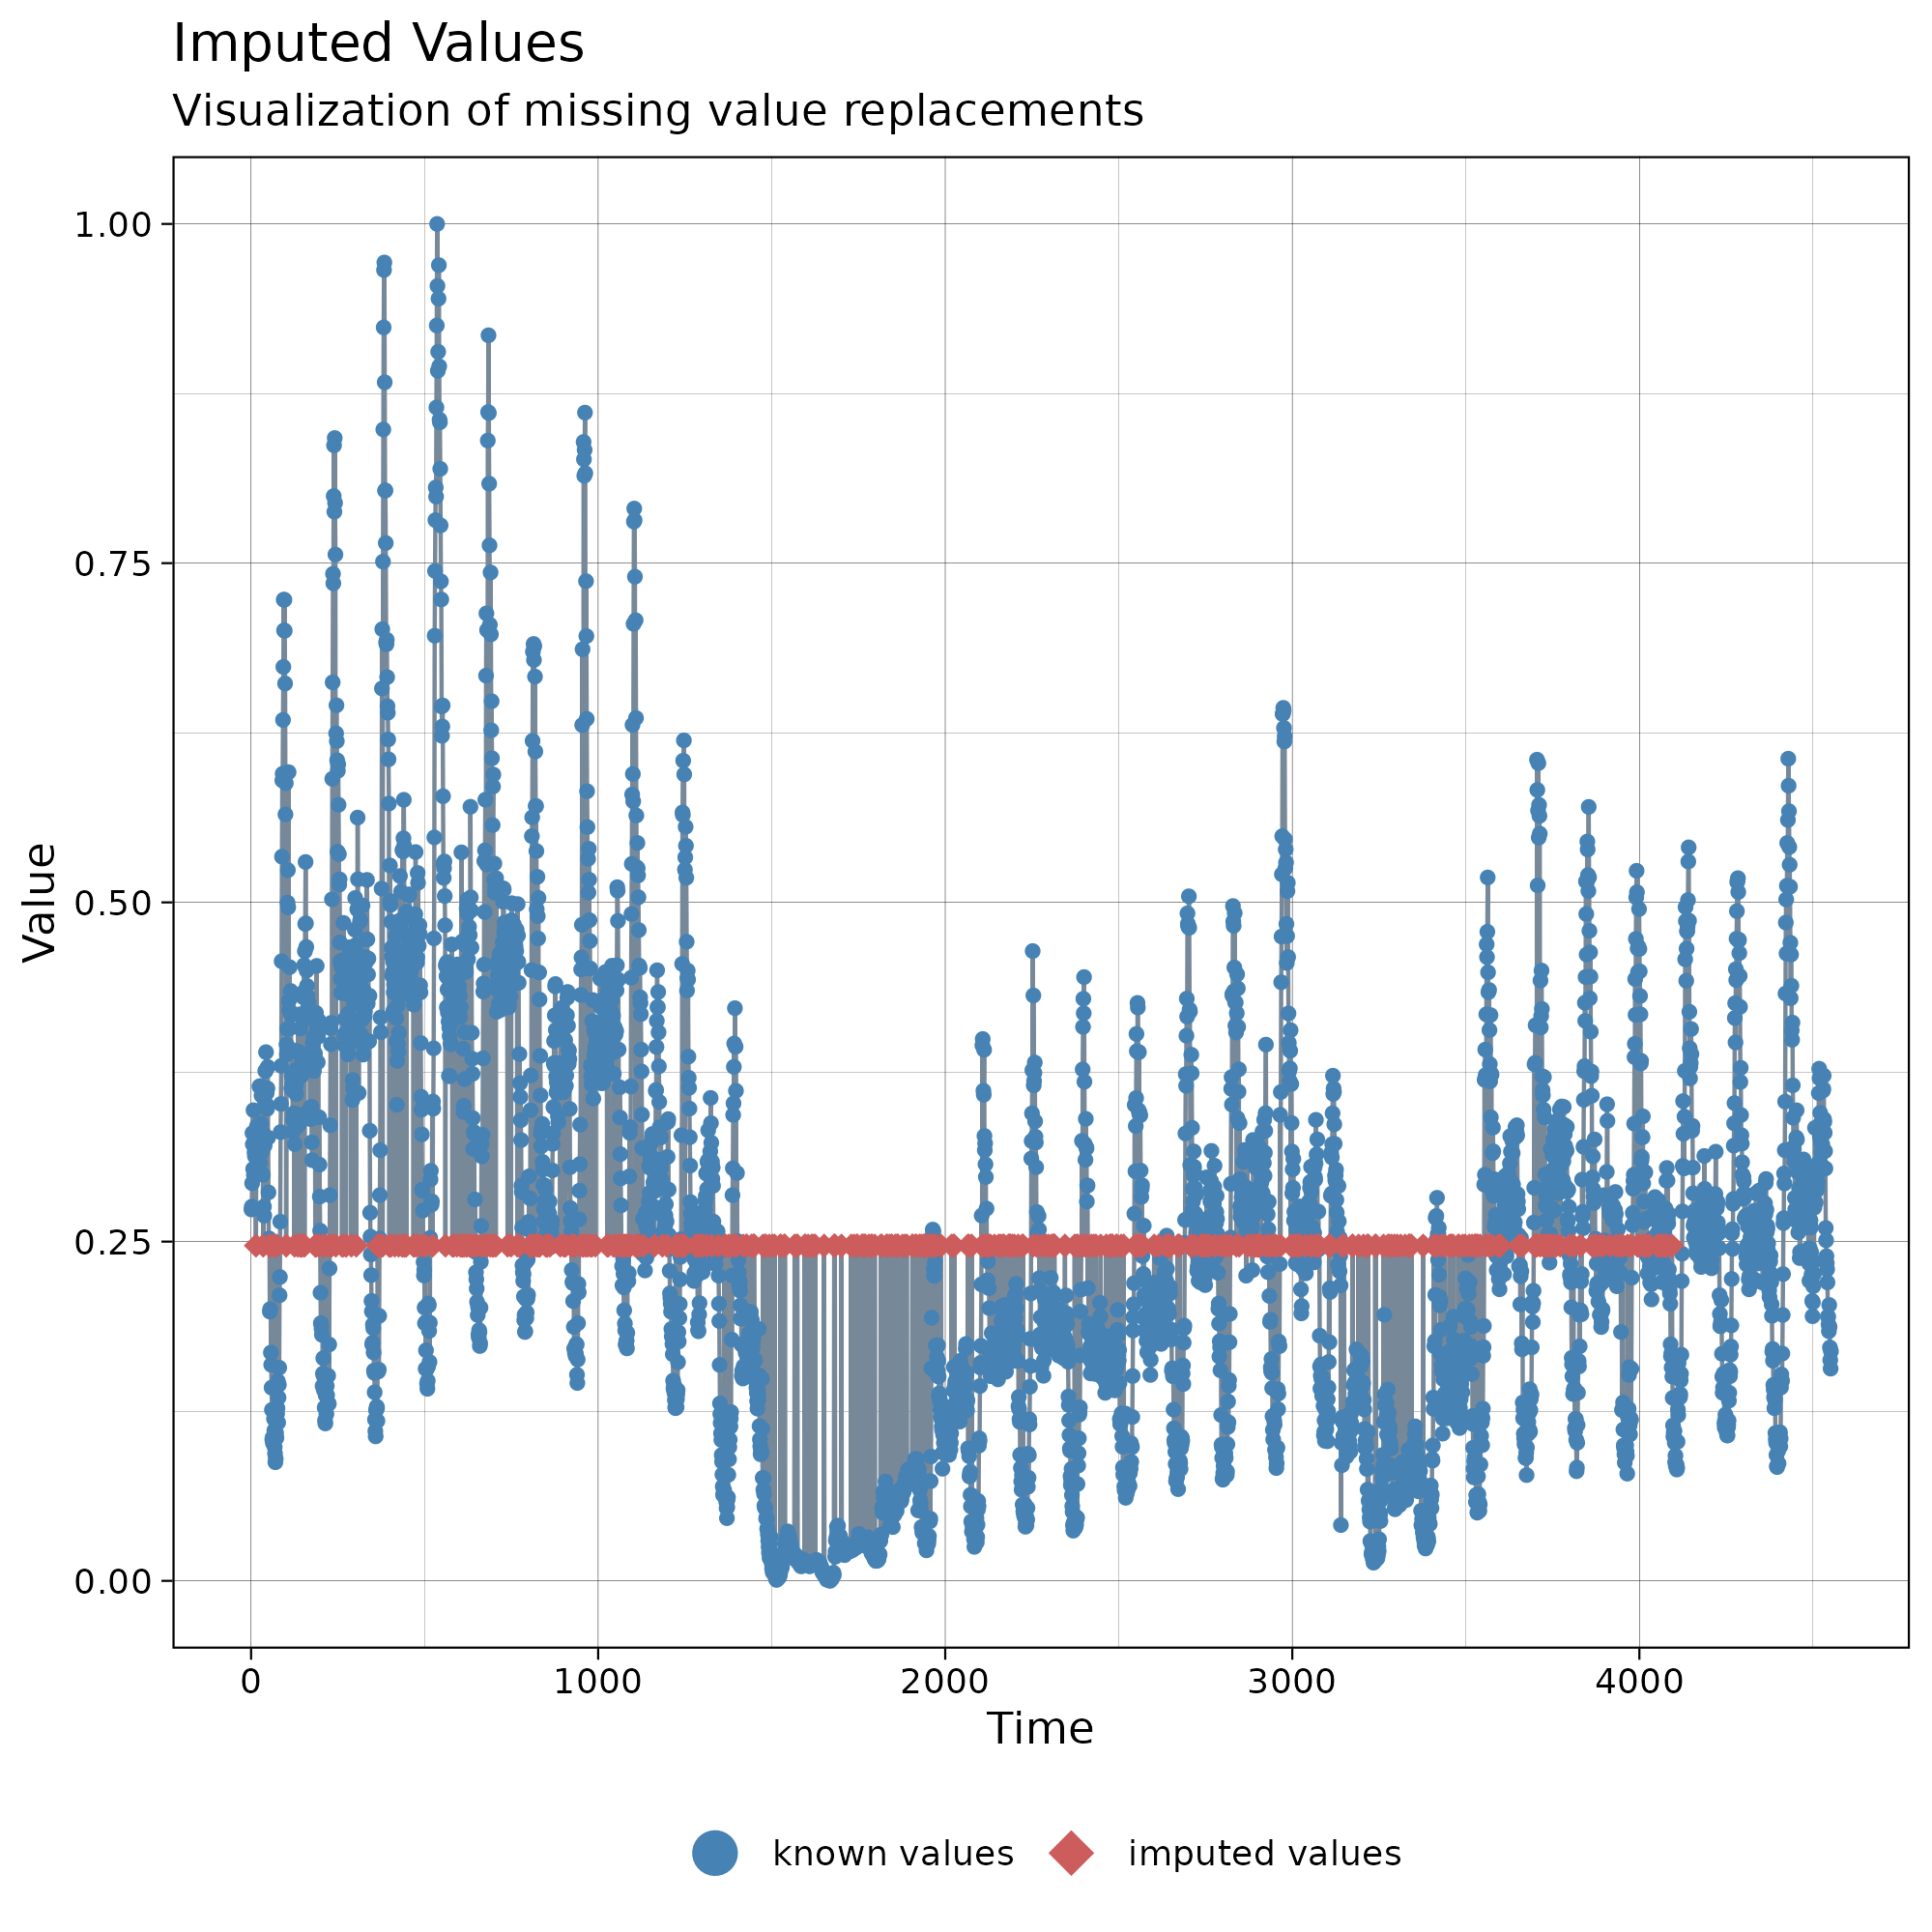 Imputed Values
Visualization of missing value replacements
1.00
0.75
0.50
0.25
0.00
Value
0 1000 2000 3000 4000
Time
known values imputed values